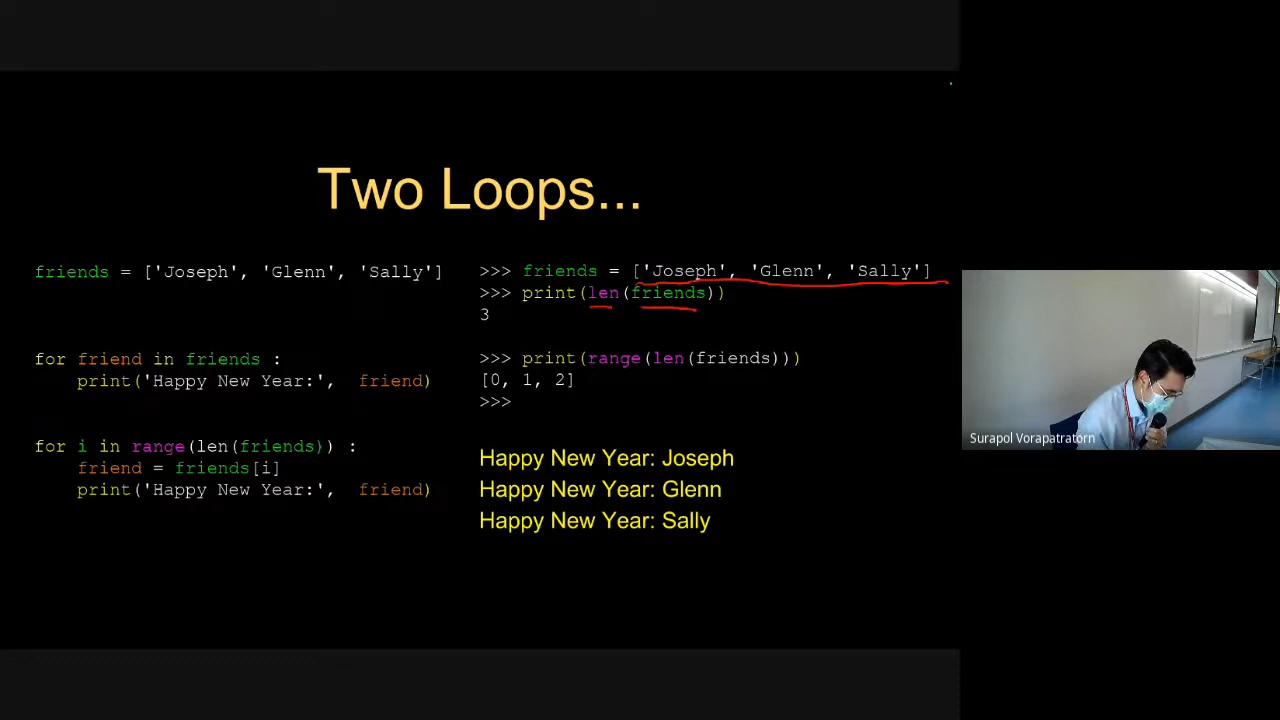 Two Loops...
friends = ['Joseph', 'Glenn', 'Sally']
for friend in friends :
    print('Happy New Year:',  friend)
for i in range(len(friends)) :
    friend = friends[i]
    print('Happy New Year:',  friend)
>>> friends = ['Joseph', 'Glenn', 'Sally']
>>> print(len(friends))
3
>>> print(range(len(friends)))
[0, 1, 2]
>>>
Happy New Year: Joseph
Happy New Year: Glenn
Happy New Year: Sally
Surapol Vorapatratorn